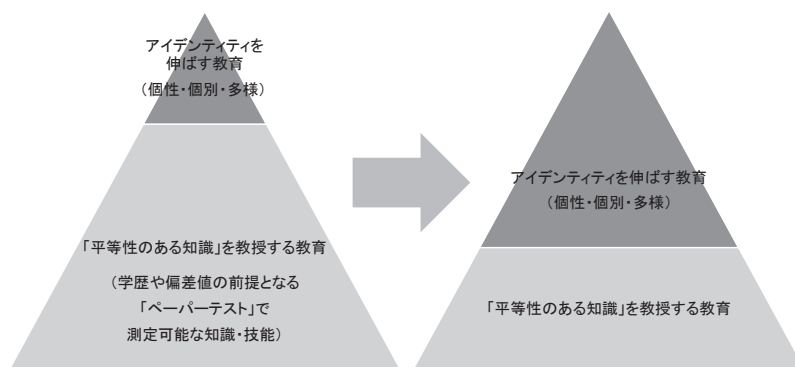 アイデンティティを
伸ばす教育
（個性・個別・多様）
「平等性のある知識」を教授する教育
（学歴や偏差値の前提となる
「ペーパーテスト」で
測定可能な知識・技能）
アイデンティティを伸ばす教育
（個性・個別・多様）
「平等性のある知識」を教授する教育